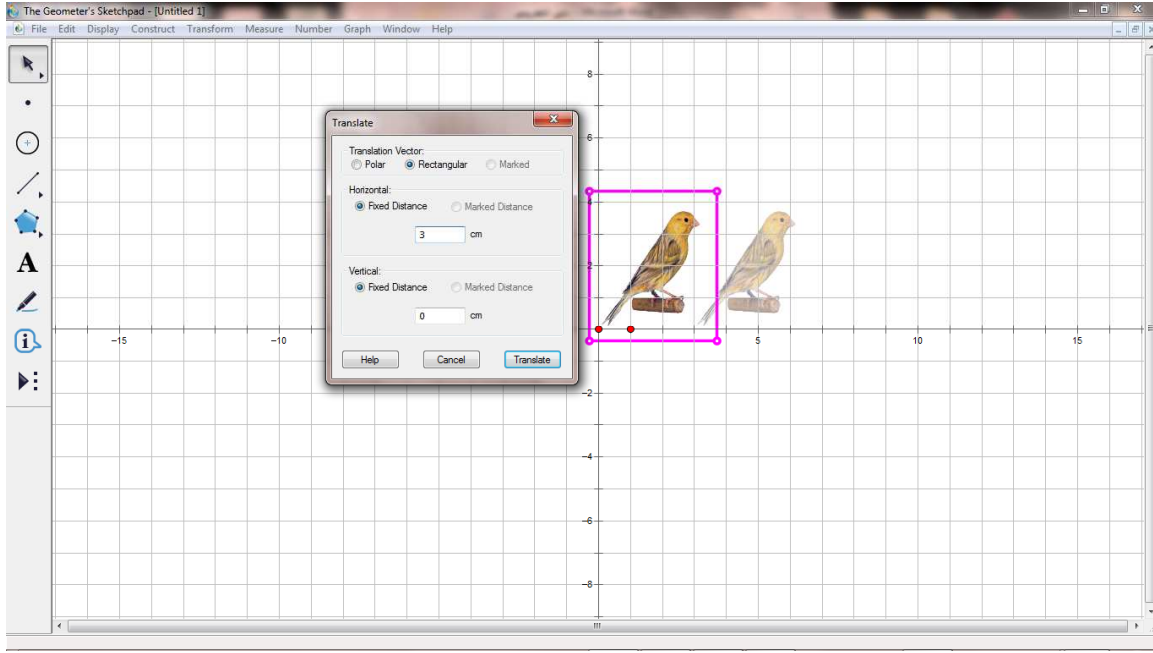 The Geometer's Sketchpad - [Untitled 1]
File Edit Display Construct Transform Measure Number Graph Window Help
Translate
Translation Vector:
Polar Rectangular Marked
Horizontal:
Fixed Distance Marked Distance
3 cm
Vertical:
Fixed Distance Marked Distance
0 cm
Help Cancel Translate
A
8
6
4
2
-15 -10 5 10 15
-2
-4
-6
-8